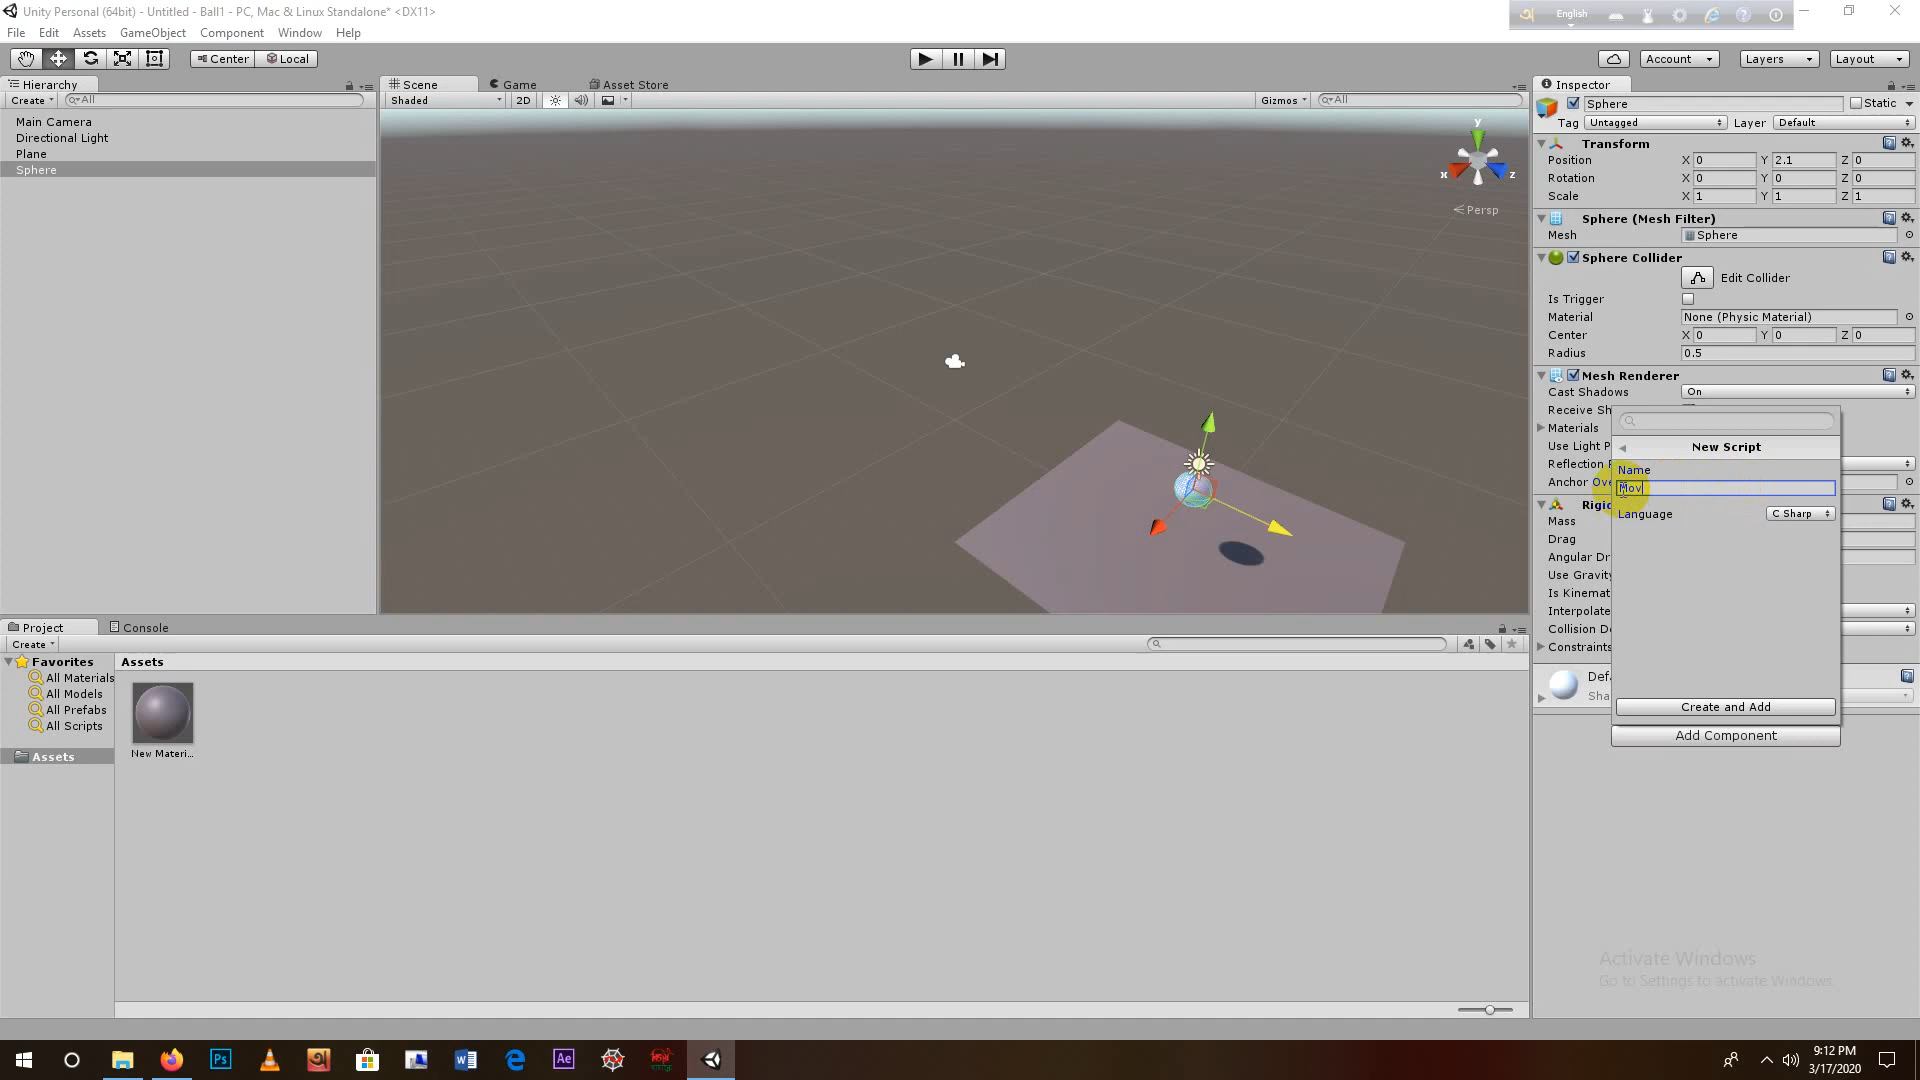 Unity Personal (64bit) - Untitled - Ball1 - PC, Mac & Linux Standalone* <DX11>
English
File Edit Assets GameObject Component Window Help
Center Local
Account Layers Layout
Hierarchy
Create All
Main Camera
Directional Light
Plane
Sphere
Scene Game Asset Store
Shaded 2D Gizmos All
y
x z
Persp
Inspector
Sphere Static
Tag Untagged Layer Default
Transform
Position X 0 Y 2.1 Z 0
Rotation X 0 Y 0 Z 0
Scale X 1 Y 1 Z 1
Sphere (Mesh Filter)
Mesh Sphere
Sphere Collider
Edit Collider
Is Trigger
Material None (Physic Material)
Center X 0 Y 0 Z 0
Radius 0.5
Mesh Renderer
Cast Shadows On
Receive Sh
Materials
Use Light P
Reflection
Anchor Ove
Rigid
Mass
Drag
Angular Dr
Use Gravity
Is Kinemat
Interpolate
Collision De
Constraints
New Script
Name
Mov
Language C Sharp
Create and Add
Defa
Sha
Add Component
Project Console
Create
Favorites
All Materials
All Models
All Prefabs
All Scripts
Assets
Assets
New Materi...
Activate Windows
Go to Settings to activate Windows.
Ps
Ae
9:12 PM
3/17/2020